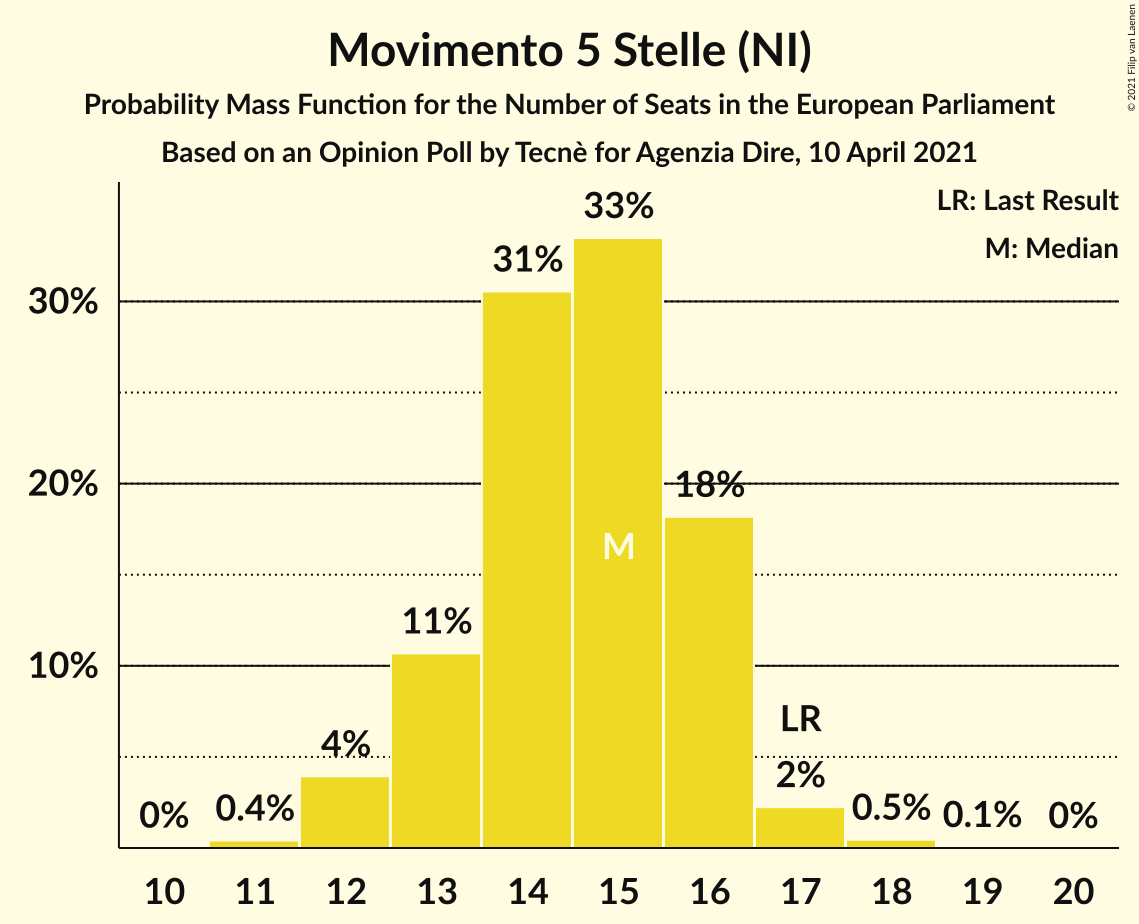 Movimento 5 Stelle (NI)
Probability Mass Function for the Number of Seats in the European Parliament
Based on an Opinion Poll by Tecnè for Agenzia Dire, 10 April 2021
© 2021 Filip van Laenen
LR: Last Result
M: Median
33%
31%
30%
20%
18%
M
11%
10%
LR
4%
2%
0%
0.4%
0.5%
0.1%
0%
10 11 12 13 14 15 16 17 18 19 20